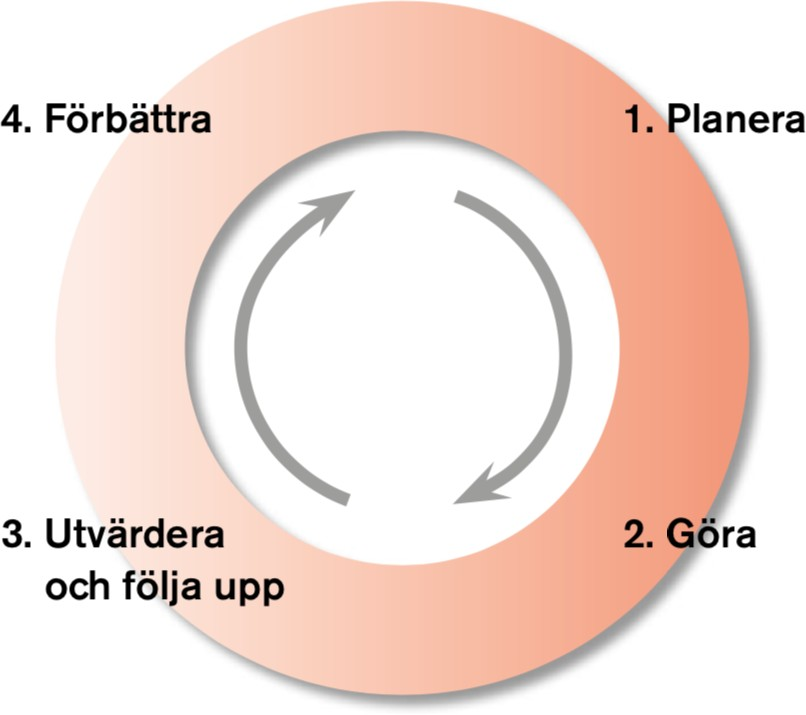 4. Förbättra
1. Planera
3. Utvärdera
och följa upp
2. Göra